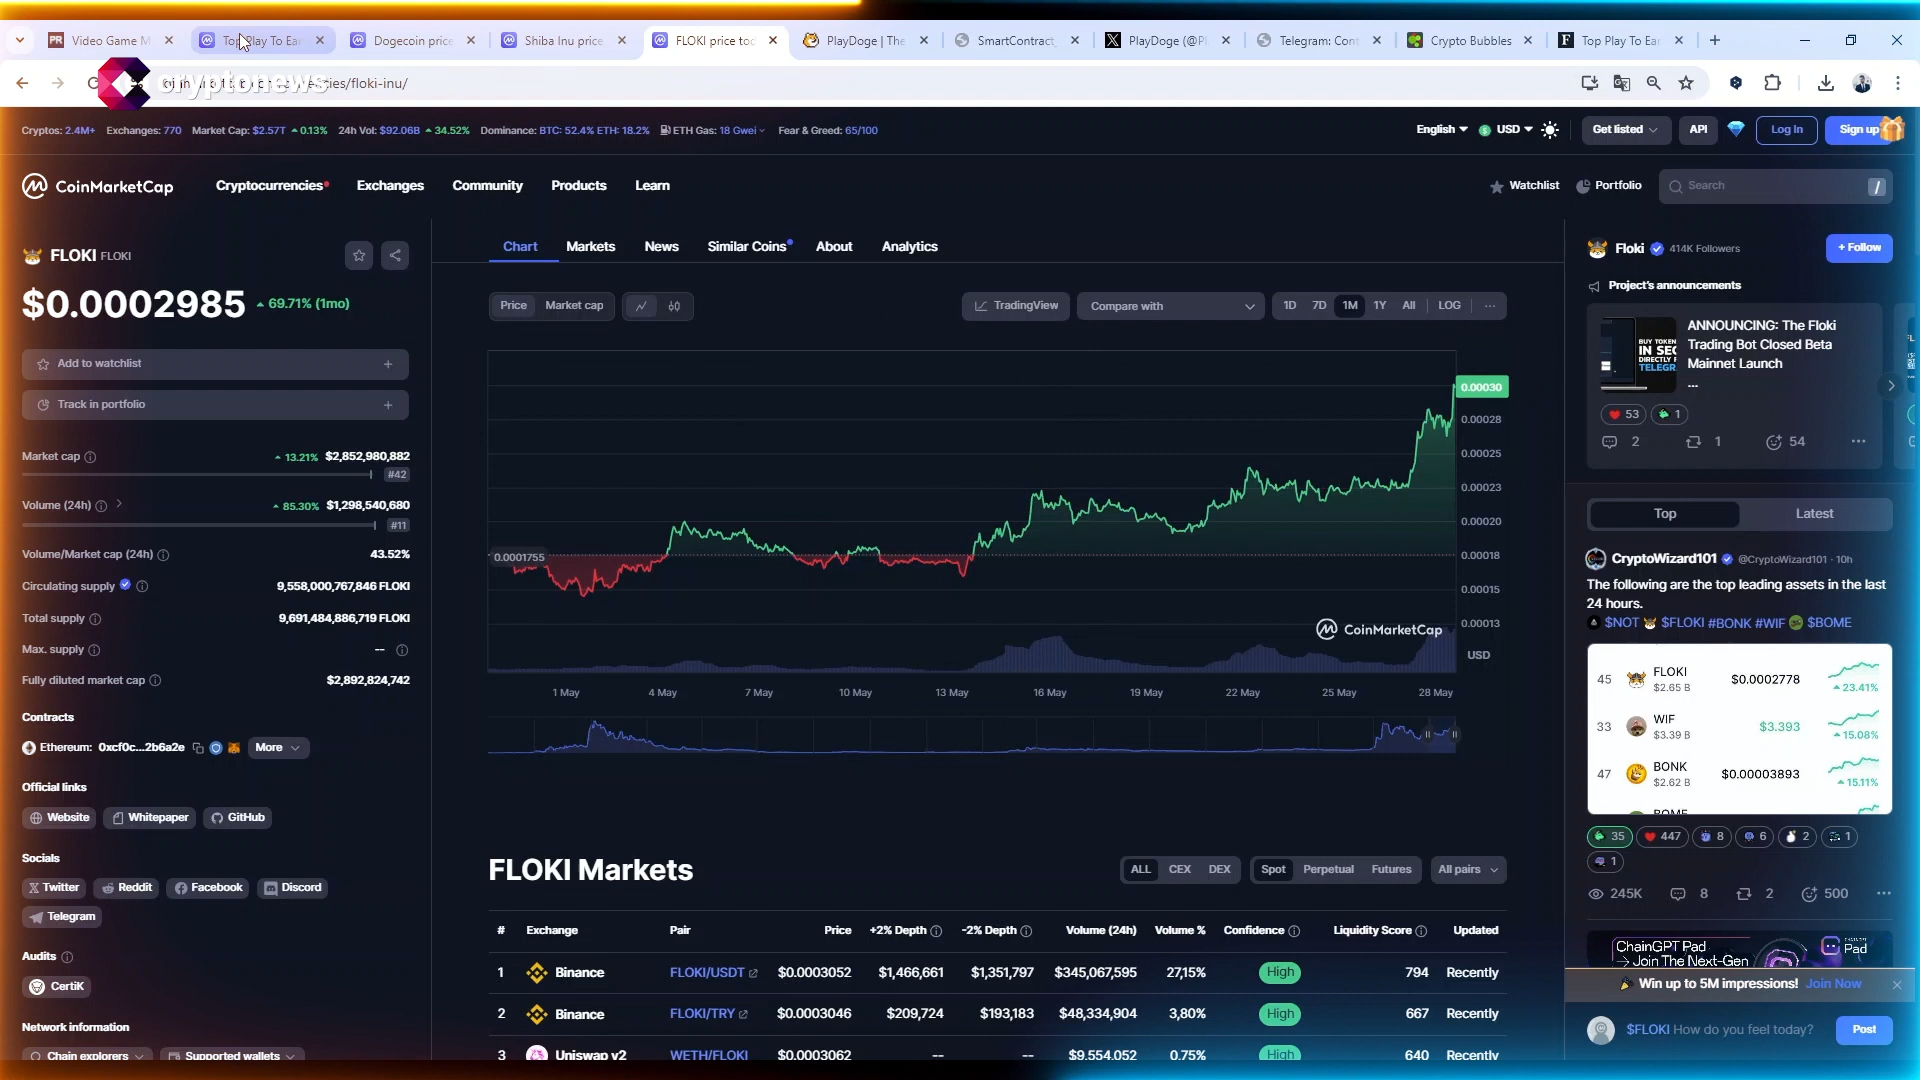 Video Game M
Top Play To Ea
Dogecoin price
Shiba Inu price
FLOKI price toc
PlayDoge | The
SmartContract_
PlayDoge (@Pl
Telegram: Cont
Crypto Bubbles
Top Play To Ear
cryptonews
cies/floki-inu/
Cryptos: 2.4M+ Exchanges: 770 Market Cap: $2.57T 0.13% 24h Vol: $92.06B 34.52% Dominance: BTC: 52.4% ETH: 18.2% ETH Gas: 18 Gwei Fear & Greed: 65/100
English USD Get listed API Log In Sign up
CoinMarketCap Cryptocurrencies Exchanges Community Products Learn
Watchlist Portfolio Search /
FLOKI FLOKI
$0.0002985 69.71% (1mo)
Add to watchlist +
Track in portfolio +
Market cap 13.21% $2,852,980,882
#42
Volume (24h) 85.30% $1,298,540,680
#11
Volume/Market cap (24h) 43.52%
Circulating supply 9,558,000,767,846 FLOKI
Total supply 9,691,484,886,719 FLOKI
Max. supply --
Fully diluted market cap $2,892,824,742
Contracts
Ethereum: 0xcf0c...2b6a2e More
Official links
Website Whitepaper GitHub
Socials
Twitter Reddit Facebook Discord
Telegram
Audits
CertiK
Network information
Chain explorers Supported wallets
Chart Markets News Similar Coins About Analytics
Price Market cap TradingView Compare with 1D 7D 1M 1Y All LOG ...
0.00030
0.00028
0.00025
0.00023
0.00020
0.00018
0.00015
0.00013
0.0001755
CoinMarketCap
USD
1 May 4 May 7 May 10 May 13 May 16 May 19 May 22 May 25 May 28 May
FLOKI Markets
ALL CEX DEX Spot Perpetual Futures All pairs
# Exchange Pair Price +2% Depth -2% Depth Volume (24h) Volume % Confidence Liquidity Score Updated
1 Binance FLOKI/USDT $0.0003052 $1,466,661 $1,351,797 $345,067,595 27,15% High 794 Recently
2 Binance FLOKI/TRY $0.0003046 $209,724 $193,183 $48,334,904 3,80% High 667 Recently
3 Uniswap v2 WETH/FLOKI $0.0003062 -- -- $9.554.052 0.75% High 640 Recently
Floki 414K Followers + Follow
Project's announcements
BUY TOKEN
IN SEC
DIRECTLY F
TELEGR
ANNOUNCING: The Floki
Trading Bot Closed Beta
Mainnet Launch
...
53 1
2 1 54 ...
Top Latest
CryptoWizard101 @CryptoWizard101 · 10h
The following are the top leading assets in the last
24 hours.
$NOT $FLOKI #BONK #WIF $BOME
45 FLOKI $0.0002778
$2.65 B 23.41%
33 WIF $3.393
$3.39 B 15.08%
47 BONK $0.00003893
$2.62 B 15.11%
BOME
35 447 8 6 2 1
1
245K 8 2 500 ...
ChainGPT Pad
→ Join The Next-Gen
Pad
Win up to 5M impressions! Join Now
$FLOKI How do you feel today? Post